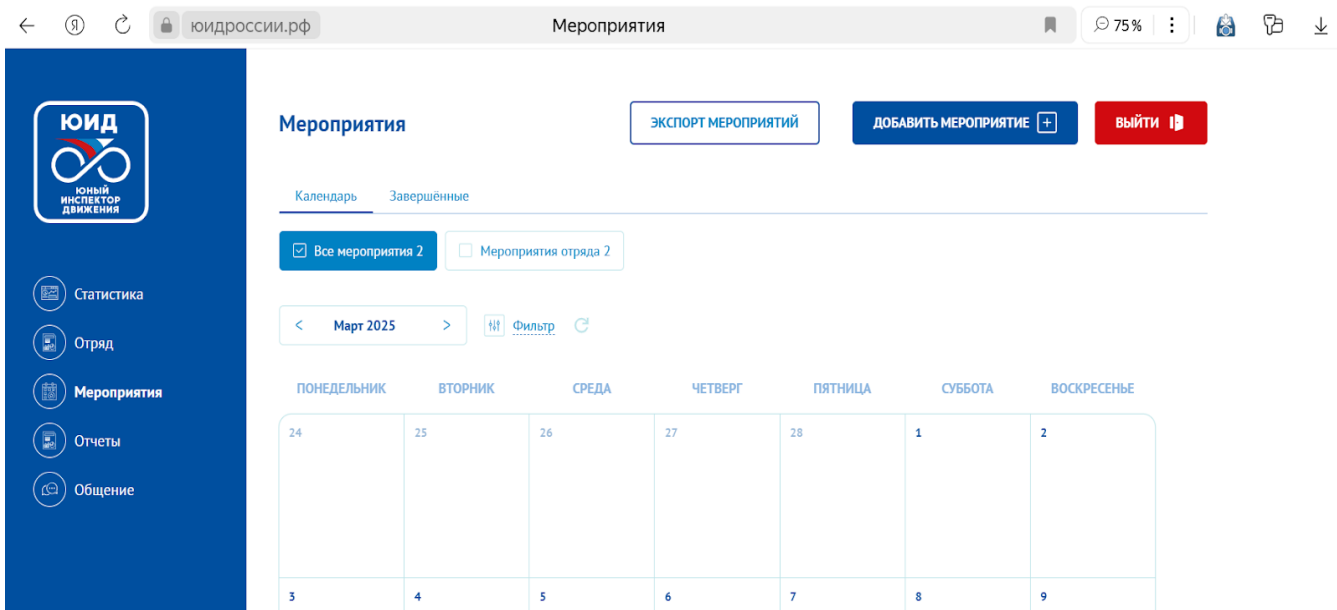 юидроссии.рф Мероприятия 75%
ЮИД
ЮНЫЙ
ИНСПЕКТОР
ДВИЖЕНИЯ
Статистика
Отряд
Мероприятия
Отчеты
Общение
Мероприятия ЭКСПОРТ МЕРОПРИЯТИЙ ДОБАВИТЬ МЕРОПРИЯТИЕ ВЫЙТИ
Календарь Завершённые
Все мероприятия 2 Мероприятия отряда 2
< Март 2025 > Фильтр
ПОНЕДЕЛЬНИК ВТОРНИК СРЕДА ЧЕТВЕРГ ПЯТНИЦА СУББОТА ВОСКРЕСЕНЬЕ
24 25 26 27 28 1 2
3 4 5 6 7 8 9